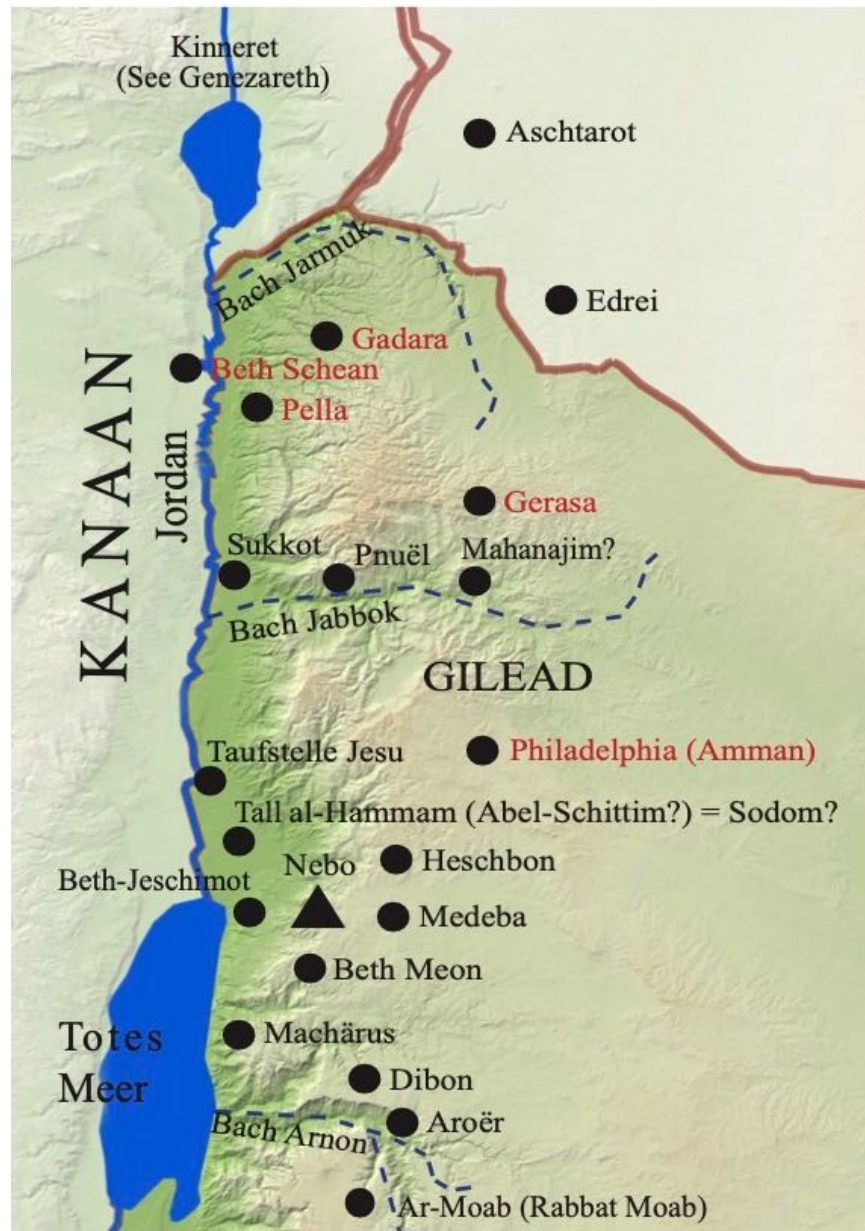 Kinneret
(See Genezareth)
Aschtarot
Bach Jarmuk
Edrei
Gadara
Beth Schean
Pella
KANAAN
Jordan
Gerasa
Sukkot
Pnuël
Mahanajim?
Bach Jabbok
GILEAD
Philadelphia (Amman)
Taufstelle Jesu
Tall al-Hammam (Abel-Schittim?) = Sodom?
Nebo
Heschbon
Beth-Jeschimot
Medeba
Beth Meon
Totes
Meer
Machärus
Dibon
Bach Arnon
Aroër
Ar-Moab (Rabbat Moab)